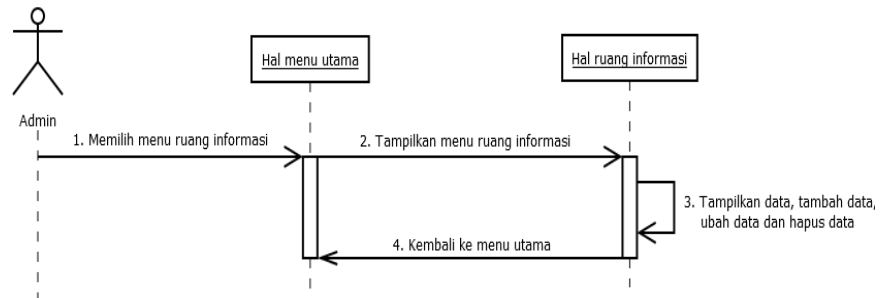 Hal menu utama
Hal ruang informasi
Admin
1. Memilih menu ruang informasi
2. Tampilkan menu ruang informasi
3. Tampilkan data, tambah data,
ubah data dan hapus data
4. Kembali ke menu utama